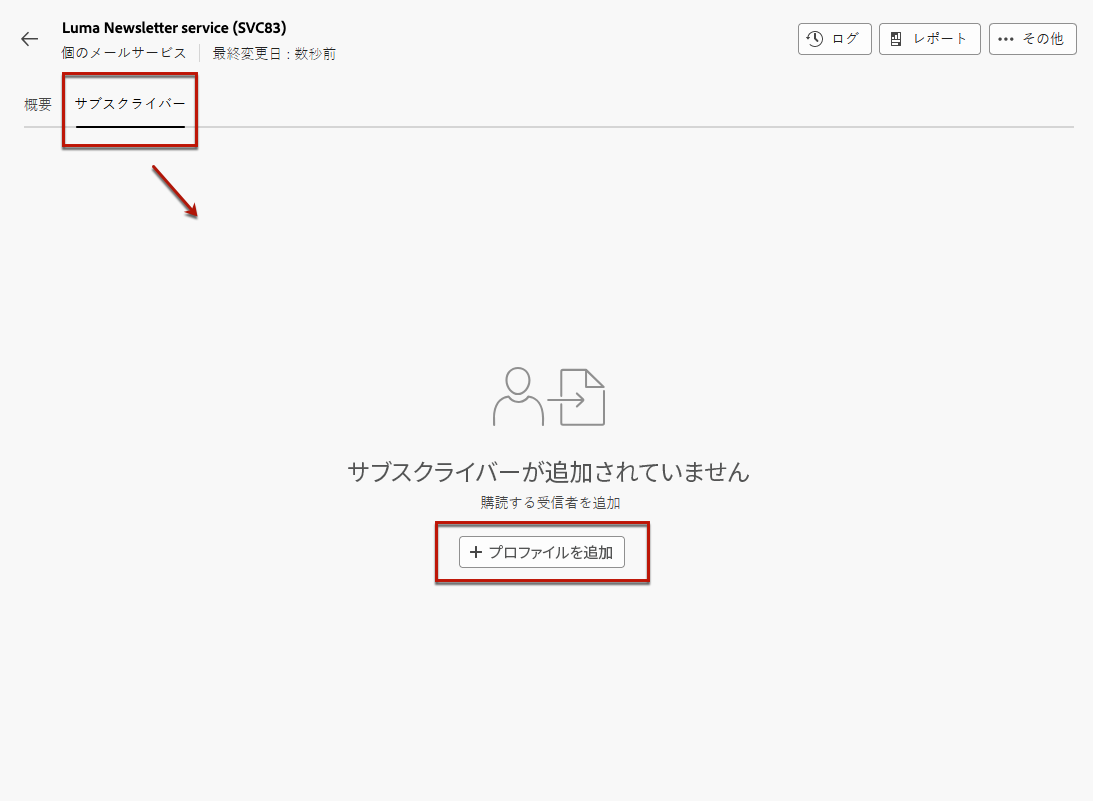 Luma Newsletter service (SVC83)
個のメールサービス 最終変更日 : 数秒前
ログ レポート その他
概要 サブスクライバー
サブスクライバーが追加されていません
購読する受信者を追加
プロファイルを追加